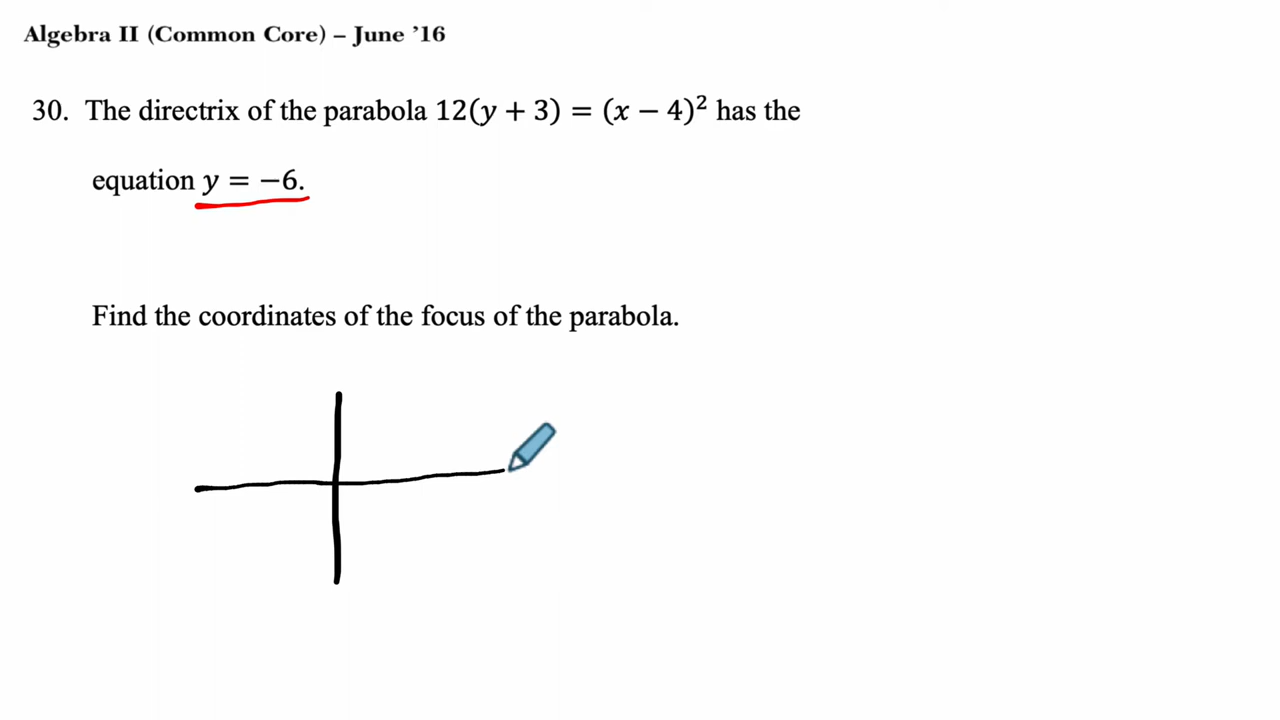 Algebra II (Common Core) – June ’16
30. The directrix of the parabola 12(y + 3) = (x − 4)² has the
equation y = −6.
Find the coordinates of the focus of the parabola.